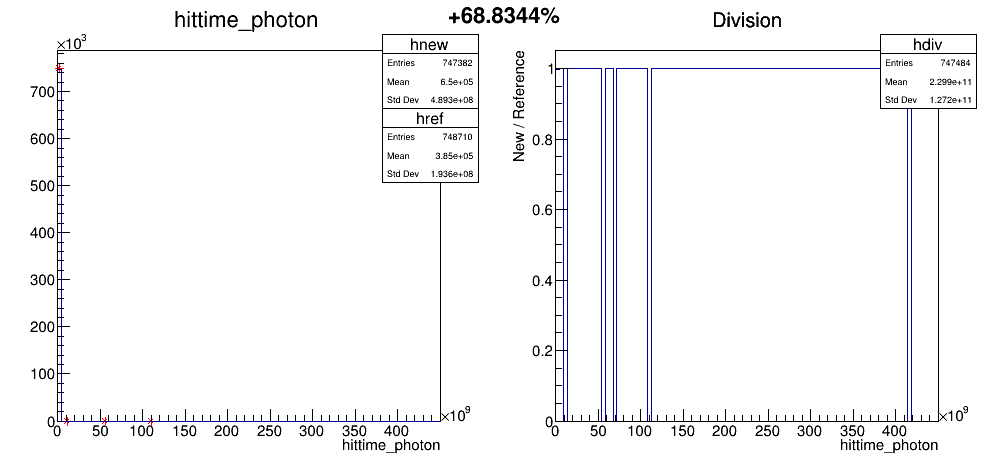 +68.8344%
hittime_photon
×10³
hnew
Entries 747382
Mean 6.5e+05
Std Dev 4.893e+08
href
Entries 748710
Mean 3.85e+05
Std Dev 1.936e+08
700
600
500
400
300
200
100
0
0 50 100 150 200 250 300 350 400
×10⁹
hittime_photon
Division
hdiv
Entries 747484
Mean 2.299e+11
Std Dev 1.272e+11
New / Reference
1
0.8
0.6
0.4
0.2
0
0 50 100 150 200 250 300 350 400
×10⁹
hittime_photon